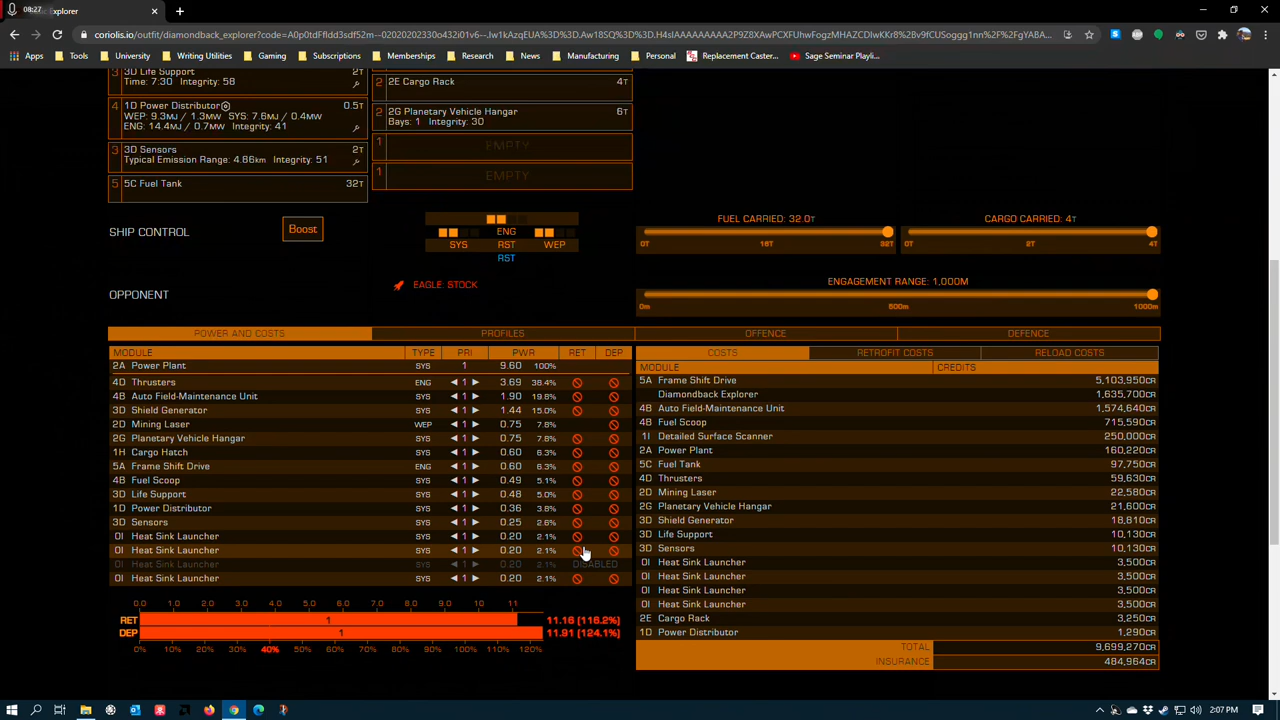 08:27
Explorer
coriolis.io/outfit/diamondback_explorer?code=
Apps Tools University Writing Utilities Gaming Subscriptions Memberships Research News Manufacturing Personal Replacement Caster... Sage Seminar Playli...
3 3D Life Support 2T
Time: 7:30 Integrity: 58
2 2E Cargo Rack 4T
4 1D Power Distributor 0.5T
WEP: 9.3MJ / 1.3MW SYS: 7.6MJ / 0.4MW
ENG: 14.4MJ / 0.7MW Integrity: 41
2 2G Planetary Vehicle Hangar 6T
Bays: 1 Integrity: 30
1 EMPTY
3 3D Sensors 2T
Typical Emission Range: 4.86km Integrity: 51
1 EMPTY
5 5C Fuel Tank 32T
SHIP CONTROL
Boost
ENG
SYS RST WEP
RST
FUEL CARRIED: 32.0T
0T 16T 32T
CARGO CARRIED: 4T
0T 2T 4T
OPPONENT
EAGLE: STOCK
ENGAGEMENT RANGE: 1,000M
0m 500m 1000m
POWER AND COSTS PROFILES OFFENCE DEFENCE
MODULE TYPE PRI PWR RET DEP
2A Power Plant SYS 1 9.60 100%
4D Thrusters ENG 1 3.69 38.4%
4B Auto Field-Maintenance Unit SYS 1 1.90 19.8%
3D Shield Generator SYS 1 1.44 15.0%
2D Mining Laser WEP 1 0.75 7.8%
2G Planetary Vehicle Hangar SYS 1 0.75 7.8%
1H Cargo Hatch SYS 1 0.60 6.3%
5A Frame Shift Drive ENG 1 0.60 6.3%
4B Fuel Scoop SYS 1 0.49 5.1%
3D Life Support SYS 1 0.48 5.0%
1D Power Distributor SYS 1 0.36 3.8%
3D Sensors SYS 1 0.25 2.6%
0I Heat Sink Launcher SYS 1 0.20 2.1%
0I Heat Sink Launcher SYS 1 0.20 2.1%
0I Heat Sink Launcher SYS 1 0.20 2.1% DISABLED
0I Heat Sink Launcher SYS 1 0.20 2.1%
0.0 1.0 2.0 3.0 4.0 5.0 6.0 7.0 8.0 9.0 10 11
RET 1 11.16 (116.2%)
DEP 1 11.91 (124.1%)
0% 10% 20% 30% 40% 50% 60% 70% 80% 90% 100% 110% 120%
COSTS RETROFIT COSTS RELOAD COSTS
MODULE CREDITS
5A Frame Shift Drive 5,103,950CR
Diamondback Explorer 1,635,700CR
4B Auto Field-Maintenance Unit 1,574,640CR
4B Fuel Scoop 715,590CR
1I Detailed Surface Scanner 250,000CR
2A Power Plant 160,220CR
5C Fuel Tank 97,750CR
4D Thrusters 59,630CR
2D Mining Laser 22,580CR
2G Planetary Vehicle Hangar 21,600CR
3D Shield Generator 18,810CR
3D Life Support 10,130CR
3D Sensors 10,130CR
0I Heat Sink Launcher 3,500CR
0I Heat Sink Launcher 3,500CR
0I Heat Sink Launcher 3,500CR
0I Heat Sink Launcher 3,500CR
2E Cargo Rack 3,250CR
1D Power Distributor 1,290CR
TOTAL 9,699,270CR
INSURANCE 484,964CR
2:07 PM